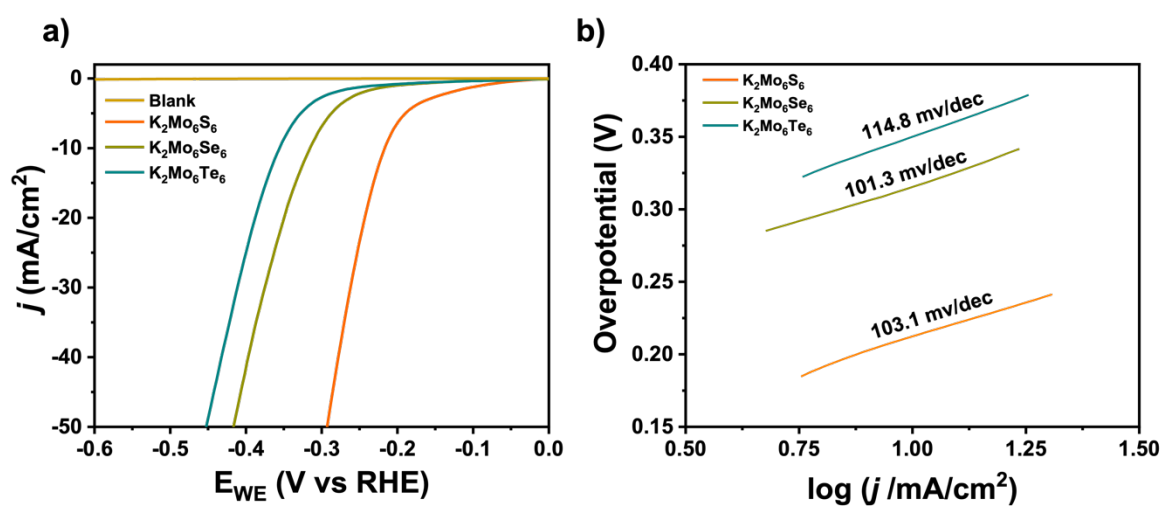 a)
0
-10
-20
-30
-40
-50
j (mA/cm²)
Blank
K₂Mo₆S₆
K₂Mo₆Se₆
K₂Mo₆Te₆
-0.6 -0.5 -0.4 -0.3 -0.2 -0.1 0.0
E_WE (V vs RHE)
b)
0.40
0.35
0.30
0.25
0.20
0.15
Overpotential (V)
K₂Mo₆S₆
K₂Mo₆Se₆
K₂Mo₆Te₆
114.8 mv/dec
101.3 mv/dec
103.1 mv/dec
0.50 0.75 1.00 1.25 1.50
log (j /mA/cm²)